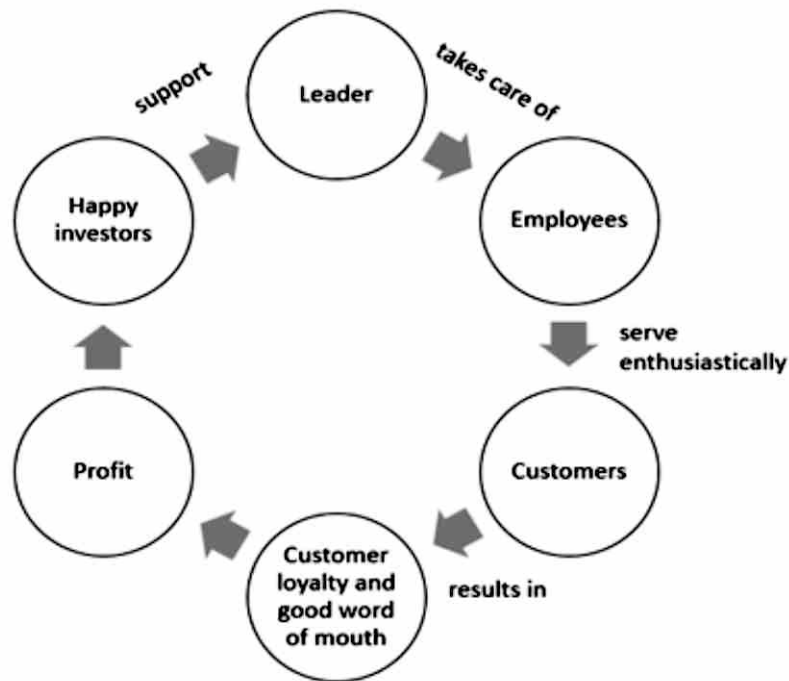 Leader
takes care of
Employees
serve
enthusiastically
Customers
results in
Customer
loyalty and
good word
of mouth
Profit
Happy
investors
support